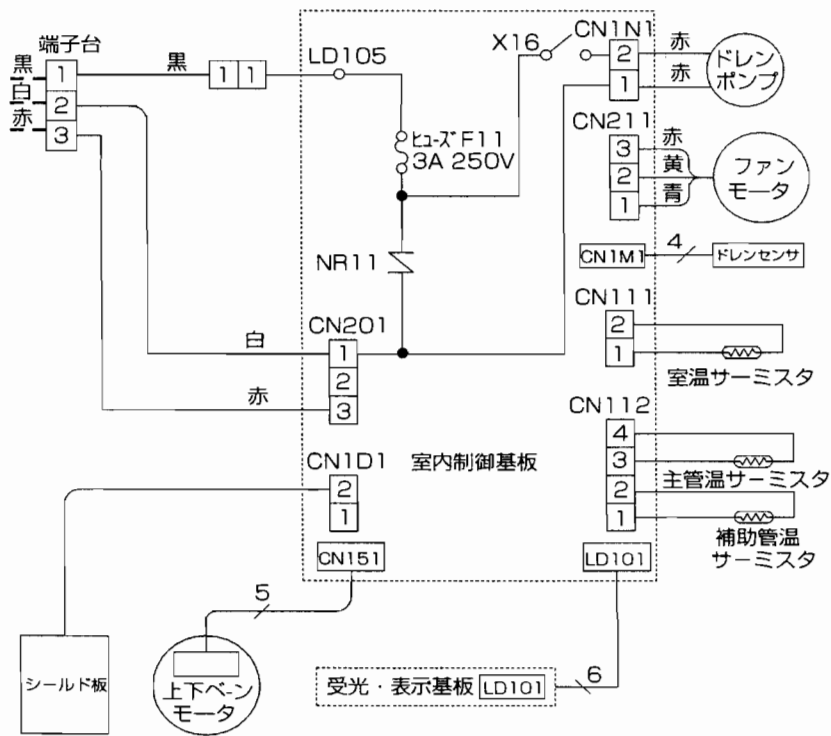 端子台
黒
白
赤
1
2
3
黒
1 1
LD105
X16
CN1N1
2
1
赤
赤
ドレン
ポンプ
ヒューズ F11
3A 250V
CN211
3
2
1
赤
黄
青
ファン
モータ
NR11
CN1M1
4
ドレンセンサ
CN201
1
2
3
白
赤
CN111
2
1
室温サーミスタ
CN112
4
3
2
1
主管温サーミスタ
補助管温
サーミスタ
CN1D1
2
1
室内制御基板
CN151
LD101
5
シールド板
上下ベーン
モータ
受光・表示基板 LD101
6